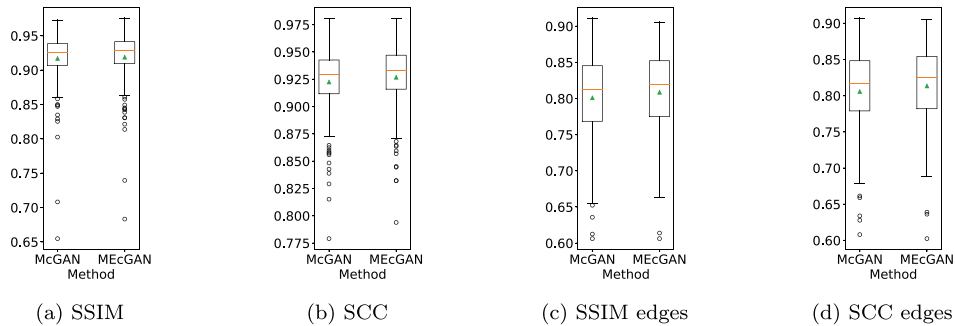 0.95
0.90
0.85
0.80
0.75
0.70
0.65
McGAN MEcGAN
Method
(a) SSIM
0.975
0.950
0.925
0.900
0.875
0.850
0.825
0.800
0.775
McGAN MEcGAN
Method
(b) SCC
0.90
0.85
0.80
0.75
0.70
0.65
0.60
McGAN MEcGAN
Method
(c) SSIM edges
0.90
0.85
0.80
0.75
0.70
0.65
0.60
McGAN MEcGAN
Method
(d) SCC edges